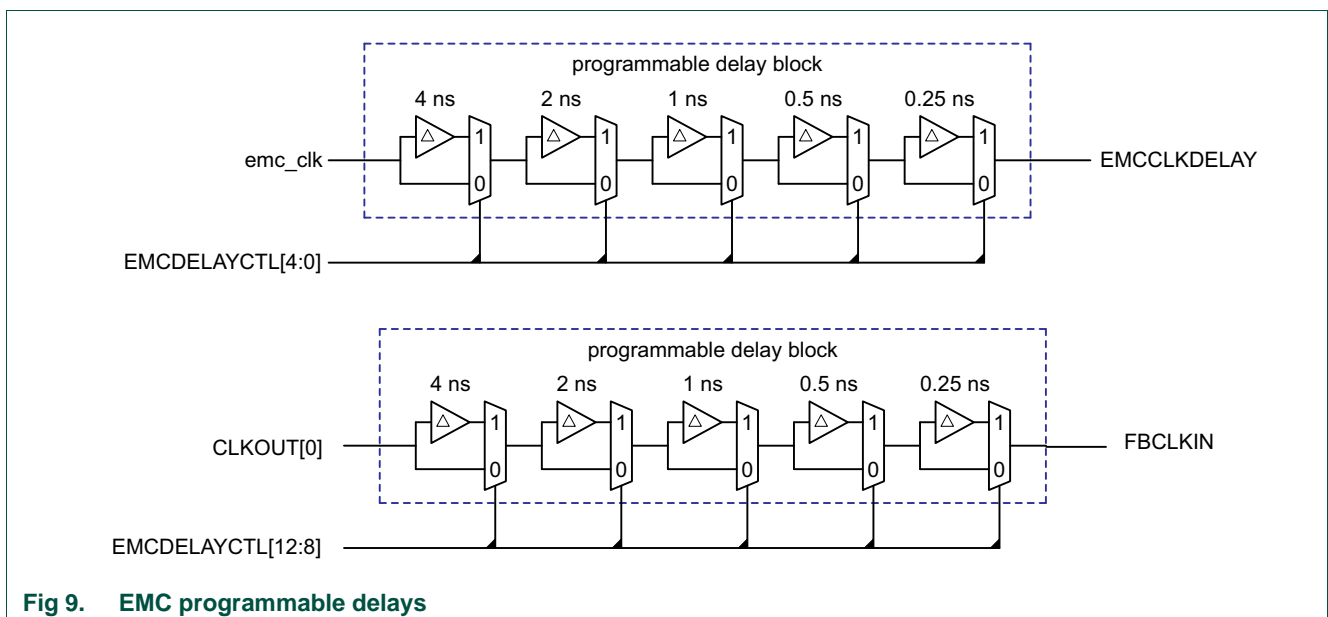 programmable delay block
4 ns 2 ns 1 ns 0.5 ns 0.25 ns
△ 1 △ 1 △ 1 △ 1 △ 1
emc_clk EMCCLKDELAY
0 0 0 0 0
EMCDELAYCTL[4:0]
programmable delay block
4 ns 2 ns 1 ns 0.5 ns 0.25 ns
△ 1 △ 1 △ 1 △ 1 △ 1
CLKOUT[0] FBCLKIN
0 0 0 0 0
EMCDELAYCTL[12:8]
Fig 9. EMC programmable delays